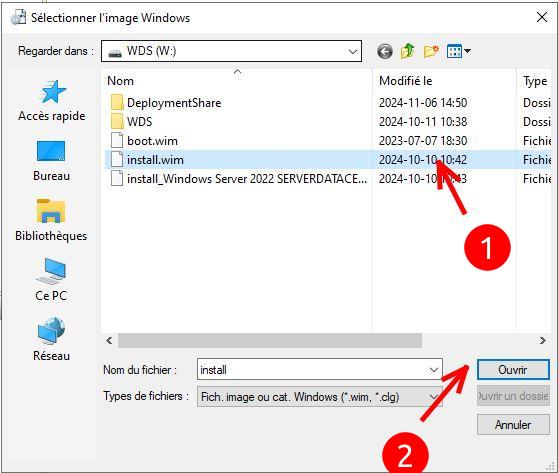 Sélectionner l'image Windows
Regarder dans :
WDS (W:)
Nom Modifié le Type
DeploymentShare 2024-11-06 14:50 Dossi
WDS 2024-10-11 10:38 Dossi
boot.wim 2023-07-07 18:30 Fichie
install.wim 2024-10-10 10:42 Fichie
install_Windows Server 2022 SERVERDATACE... 2024-10-10 10:43 Fichie
Accès rapide
Bureau
Bibliothèques
Ce PC
Réseau
1
Nom du fichier : install Ouvrir
Types de fichiers : Fich. image ou cat. Windows (*.wim, *.clg) Ouvrir un dossie
Annuler
2